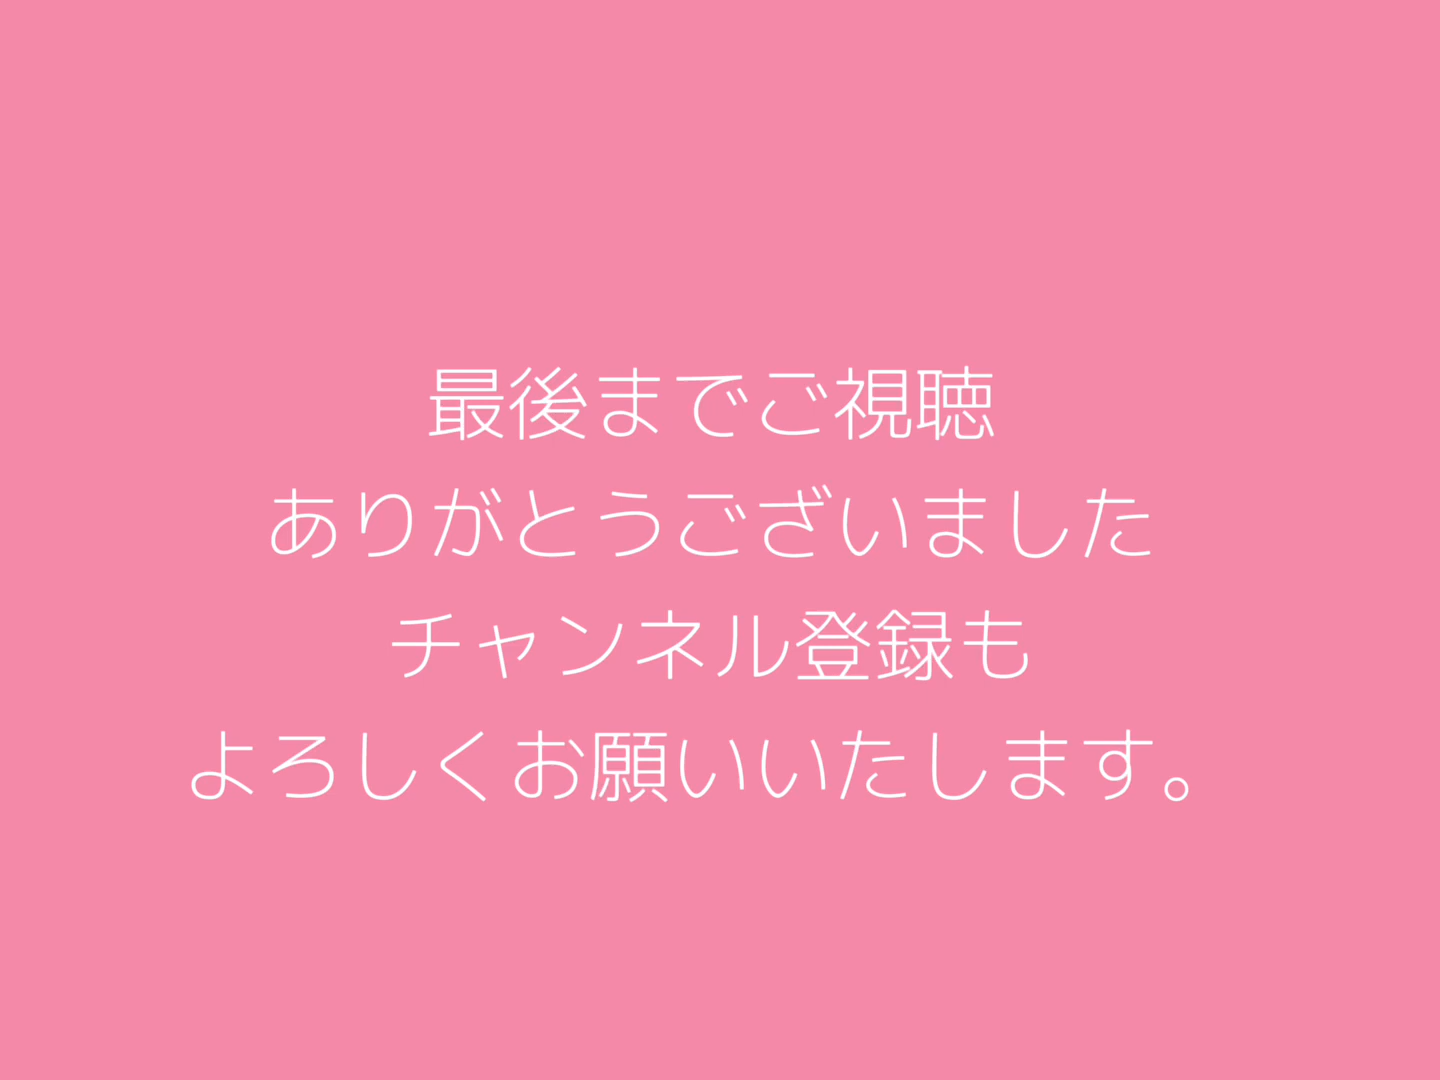 最後までご視聴
ありがとうございました
チャンネル登録も
よろしくお願いいたします。